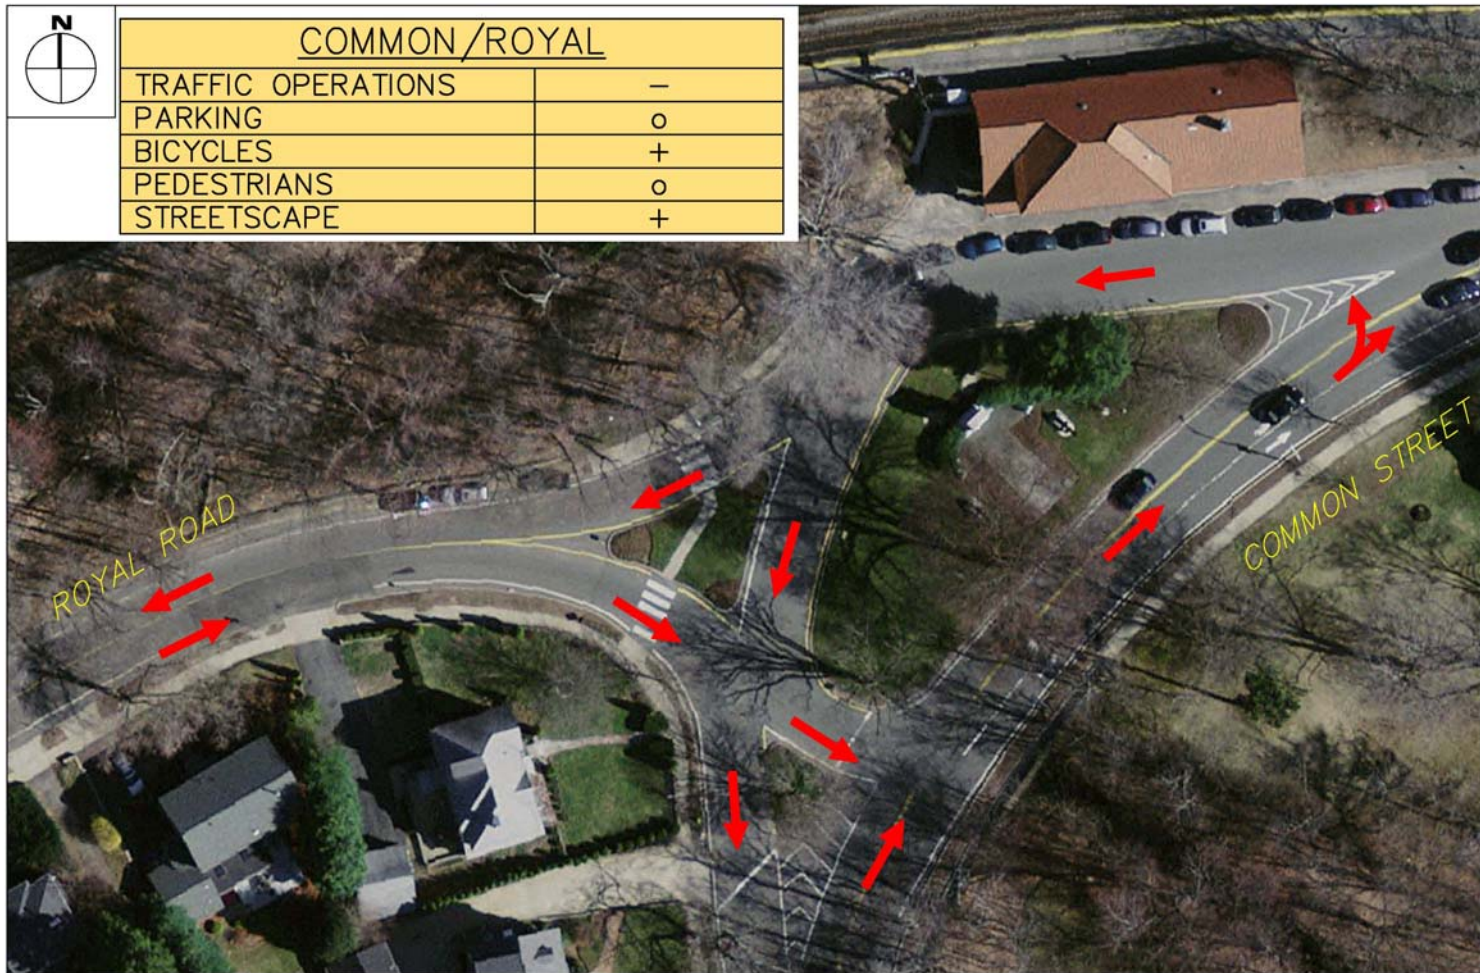 N
COMMON/ROYAL
TRAFFIC OPERATIONS –
PARKING o
BICYCLES +
PEDESTRIANS o
STREETSCAPE +
ROYAL ROAD
COMMON STREET